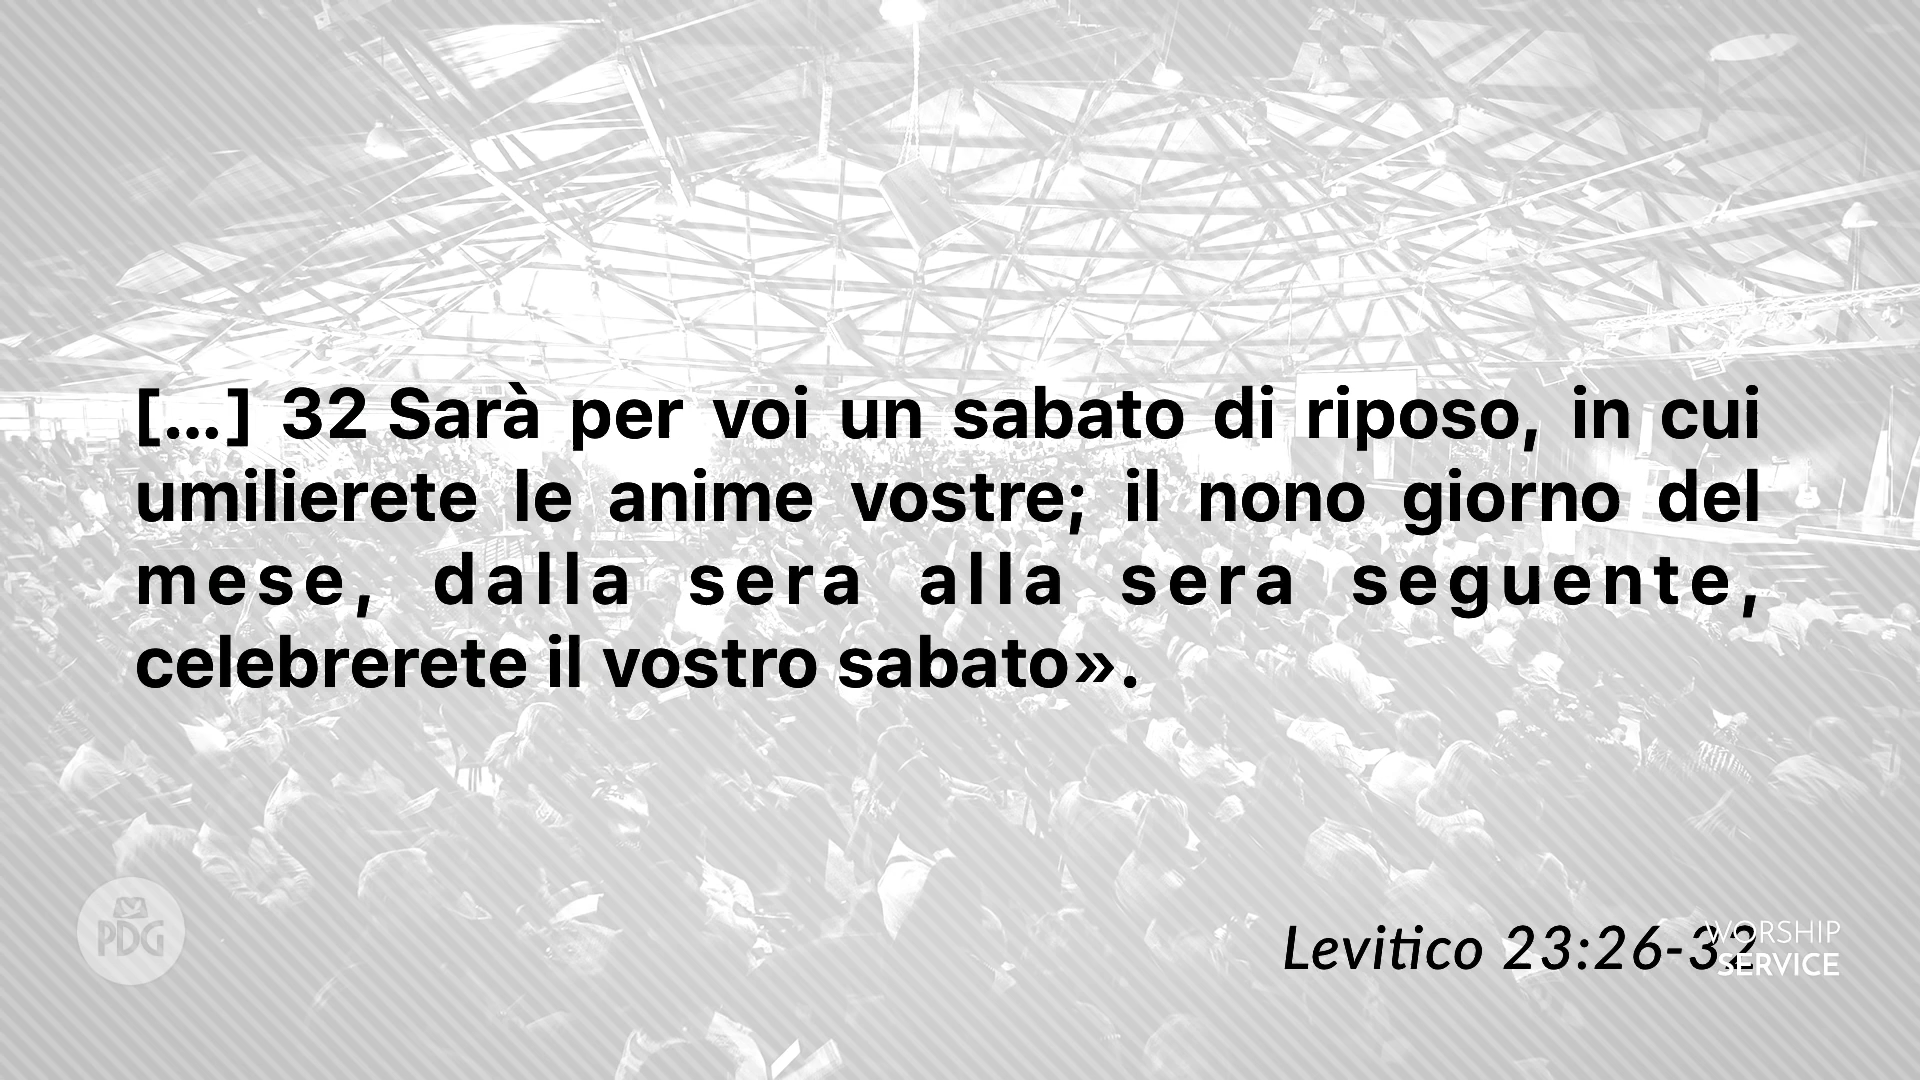 [...] 32 Sarà per voi un sabato di riposo, in cui
umilierete le anime vostre; il nono giorno del
mese, dalla sera alla sera seguente,
celebrerete il vostro sabato».
PDG
Levitico 23:26-32
WORSHIP
SERVICE